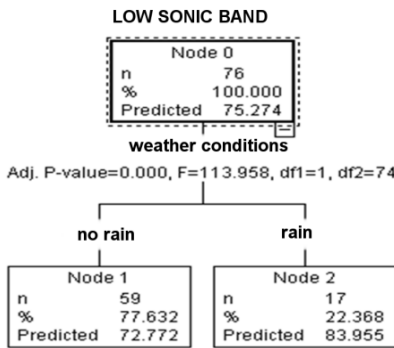 LOW SONIC BAND
Node 0
n 76
% 100.000
Predicted 75.274
weather conditions
Adj. P-value=0.000, F=113.958, df1=1, df2=74
no rain
rain
Node 1
n 59
% 77.632
Predicted 72.772
Node 2
n 17
% 22.368
Predicted 83.955